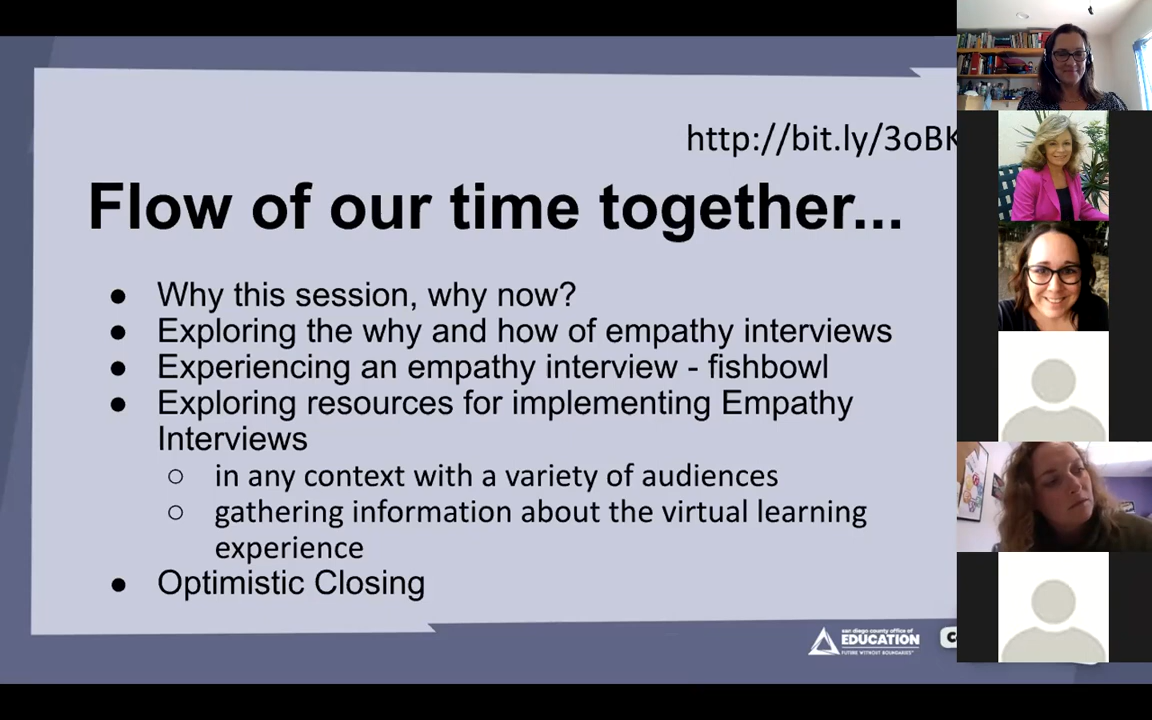 http://bit.ly/3oBK
Flow of our time together...
● Why this session, why now?
● Exploring the why and how of empathy interviews
● Experiencing an empathy interview - fishbowl
● Exploring resources for implementing Empathy
Interviews
○ in any context with a variety of audiences
○ gathering information about the virtual learning
experience
● Optimistic Closing
san diego county office of
EDUCATION
FUTURE WITHOUT BOUNDARIES™